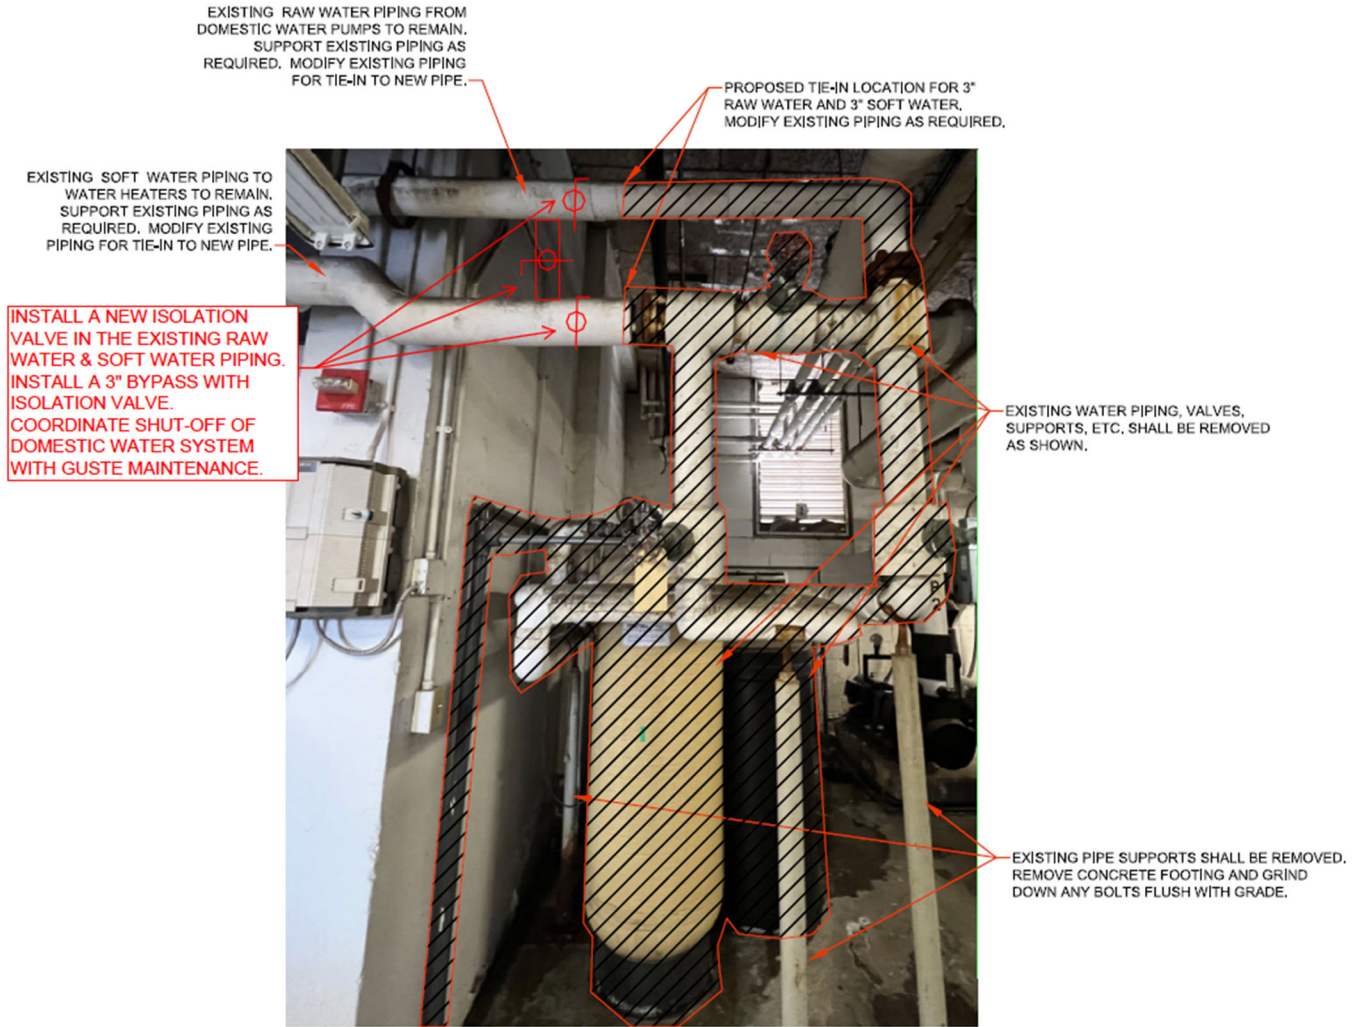 EXISTING RAW WATER PIPING FROM
DOMESTIC WATER PUMPS TO REMAIN.
SUPPORT EXISTING PIPING AS
REQUIRED. MODIFY EXISTING PIPING
FOR TIE-IN TO NEW PIPE.
PROPOSED TIE-IN LOCATION FOR 3"
RAW WATER AND 3" SOFT WATER,
MODIFY EXISTING PIPING AS REQUIRED.
EXISTING SOFT WATER PIPING TO
WATER HEATERS TO REMAIN.
SUPPORT EXISTING PIPING AS
REQUIRED. MODIFY EXISTING
PIPING FOR TIE-IN TO NEW PIPE.
INSTALL A NEW ISOLATION
VALVE IN THE EXISTING RAW
WATER & SOFT WATER PIPING.
INSTALL A 3" BYPASS WITH
ISOLATION VALVE.
COORDINATE SHUT-OFF OF
DOMESTIC WATER SYSTEM
WITH GUSTE MAINTENANCE.
EXISTING WATER PIPING, VALVES,
SUPPORTS, ETC. SHALL BE REMOVED
AS SHOWN.
EXISTING PIPE SUPPORTS SHALL BE REMOVED.
REMOVE CONCRETE FOOTING AND GRIND
DOWN ANY BOLTS FLUSH WITH GRADE.